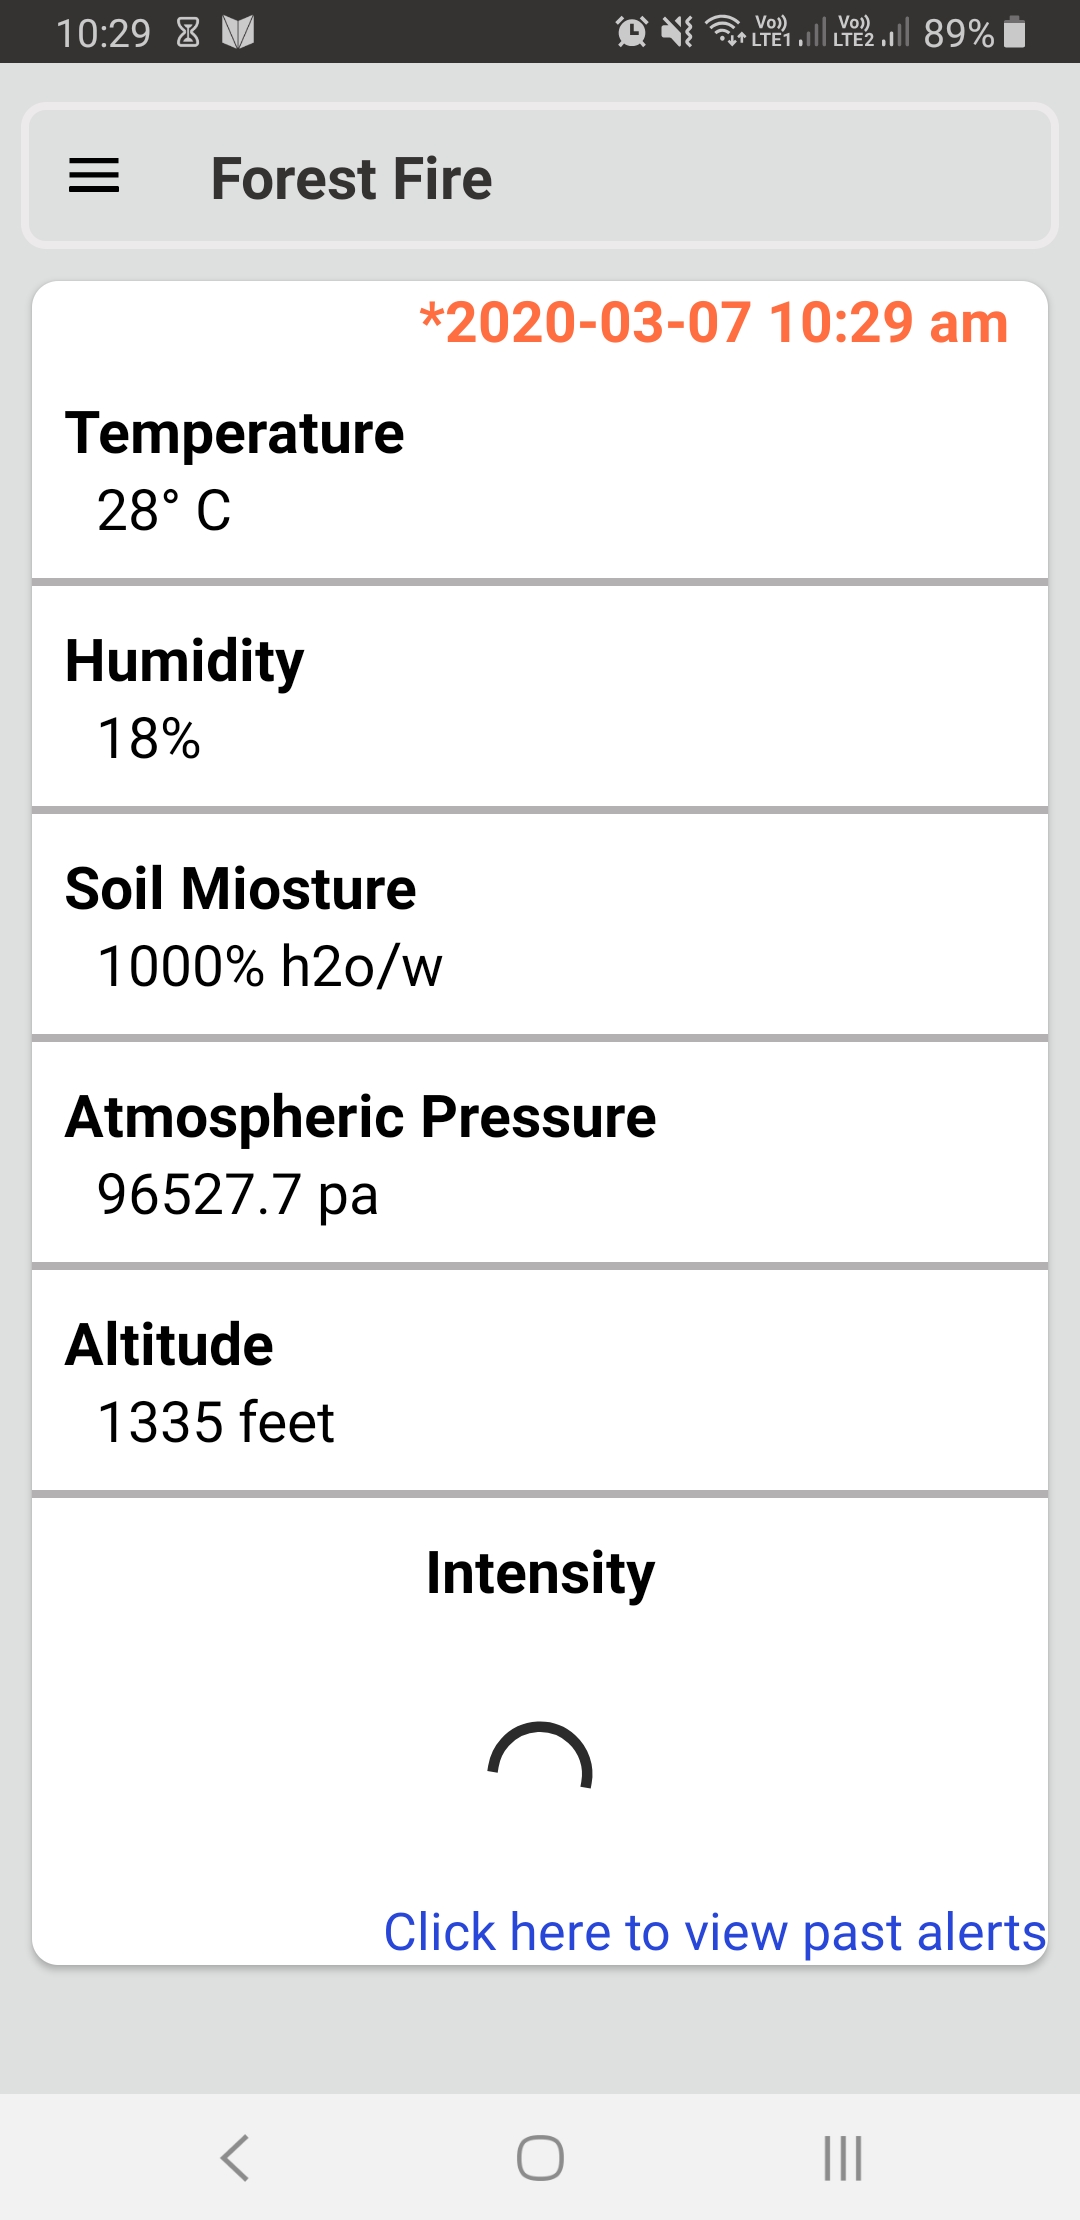 10:29 Vo)) LTE1 Vo)) LTE2 89%
Forest Fire
*2020-03-07 10:29 am
Temperature
28° C
Humidity
18%
Soil Miosture
1000% h2o/w
Atmospheric Pressure
96527.7 pa
Altitude
1335 feet
Intensity
Click here to view past alerts